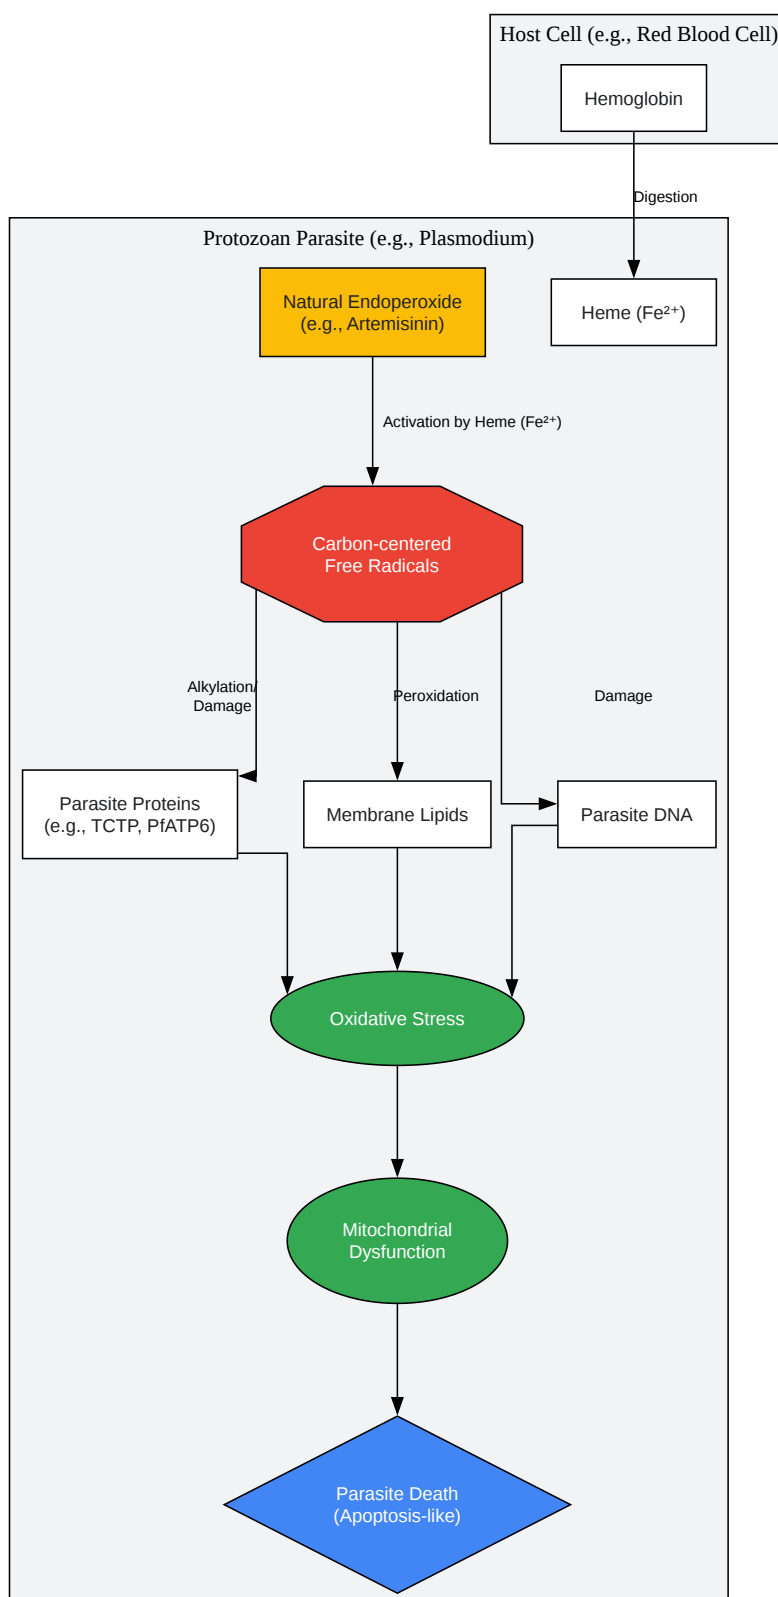 Host Cell (e.g., Red Blood Cell)
Hemoglobin
Digestion
Protozoan Parasite (e.g., Plasmodium)
Natural Endoperoxide
(e.g., Artemisinin)
Heme (Fe²⁺)
Activation by Heme (Fe²⁺)
Carbon-centered
Free Radicals
Alkylation/
Damage
Peroxidation
Damage
Parasite Proteins
(e.g., TCTP, PfATP6)
Membrane Lipids
Parasite DNA
Oxidative Stress
Mitochondrial
Dysfunction
Parasite Death
(Apoptosis-like)